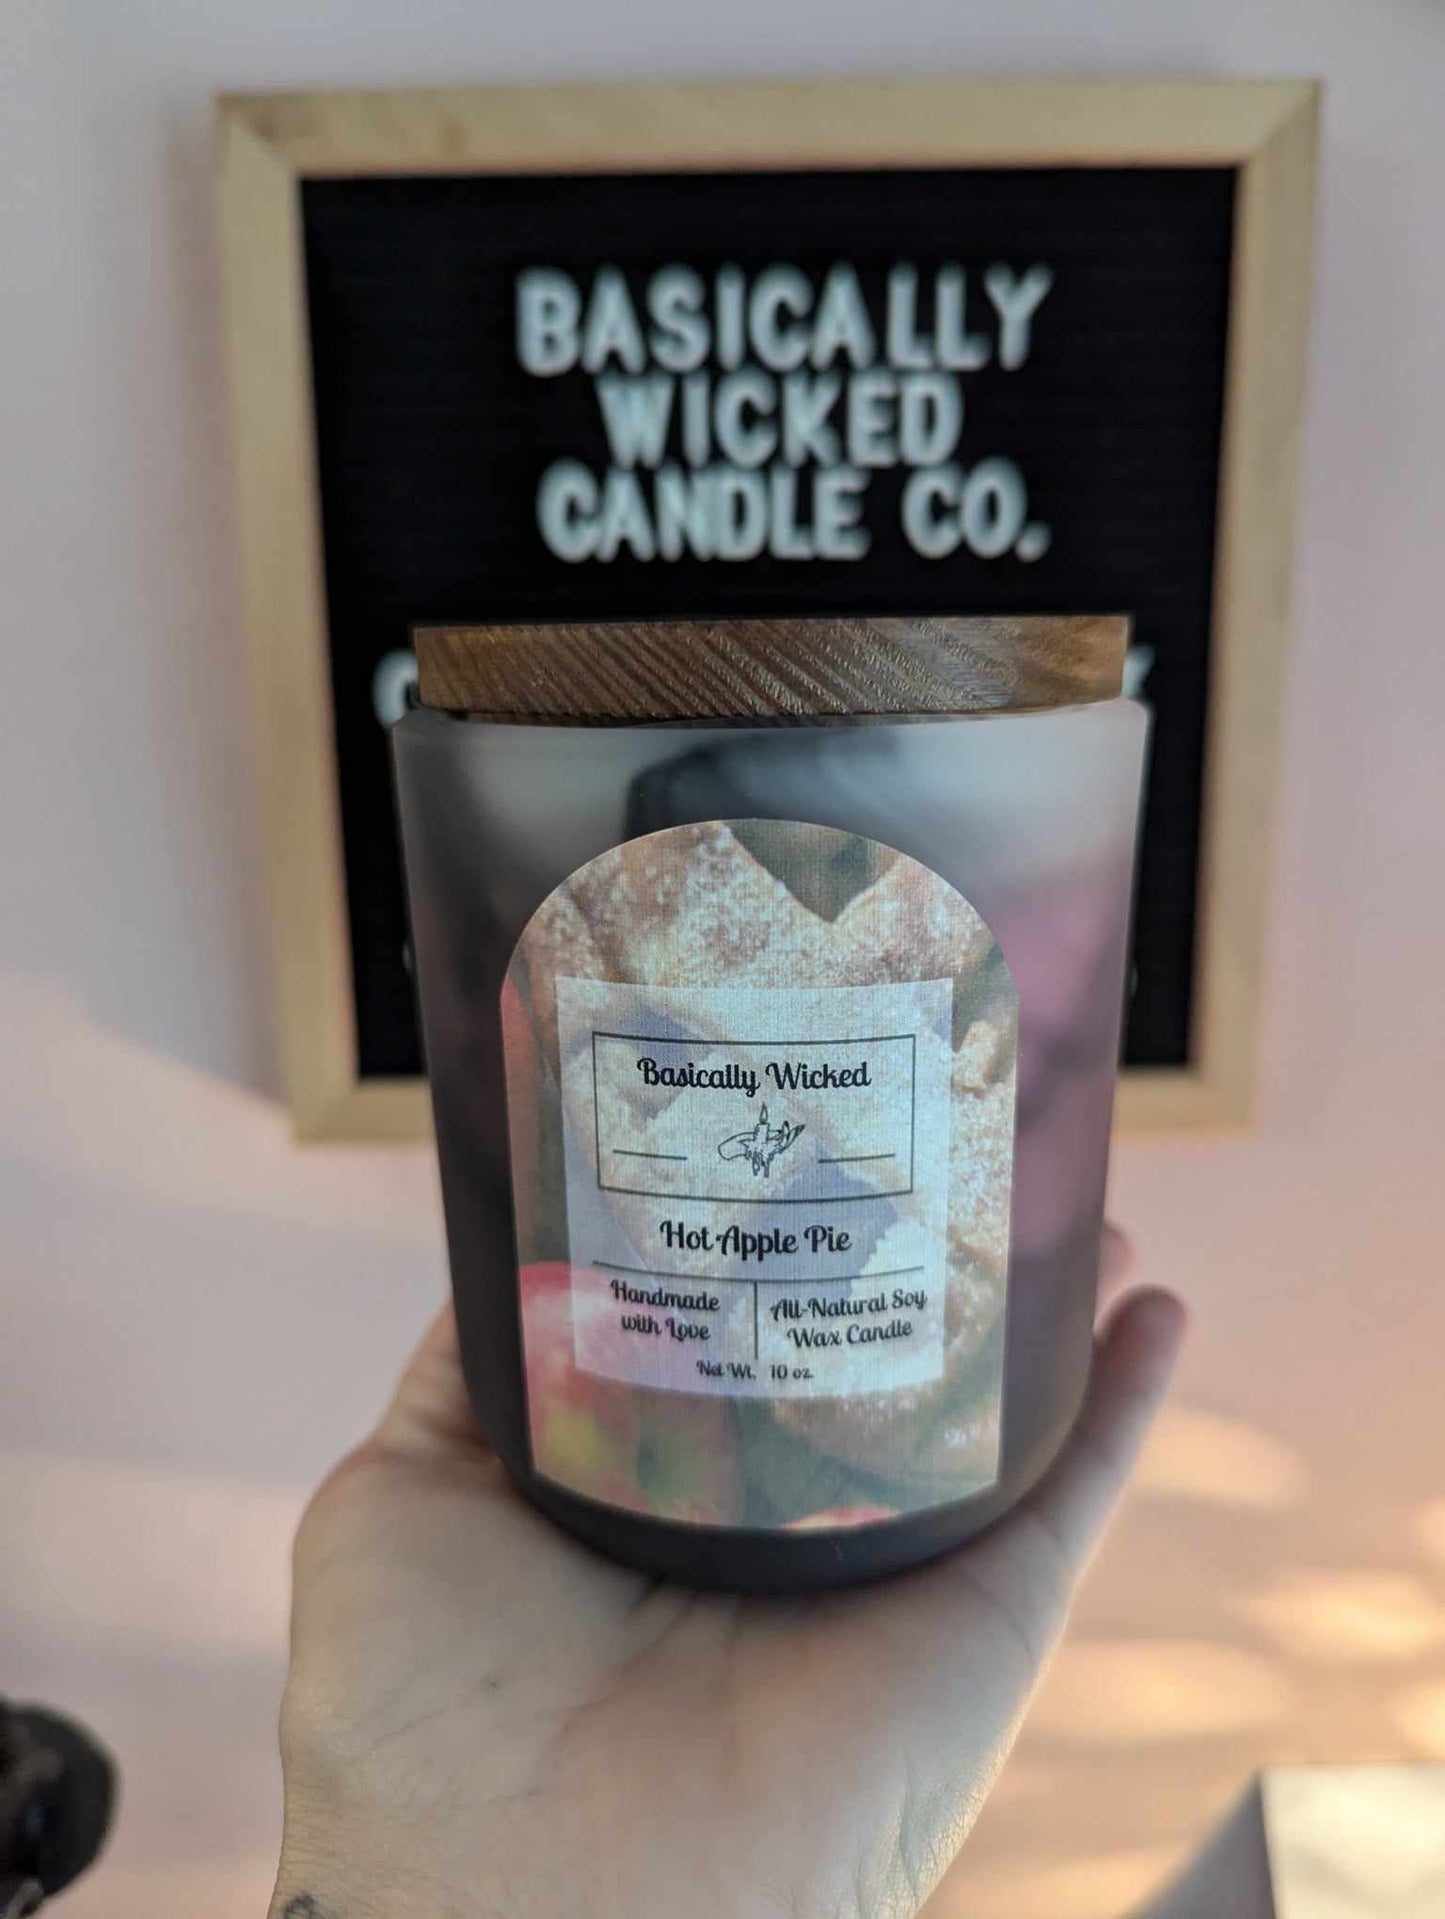 BASICALLY
WICKED
CANDLE CO.
Basically Wicked
Hot Apple Pie
Handmade
with Love
All-Natural Soy
Wax Candle
Net Wt. 10 oz.